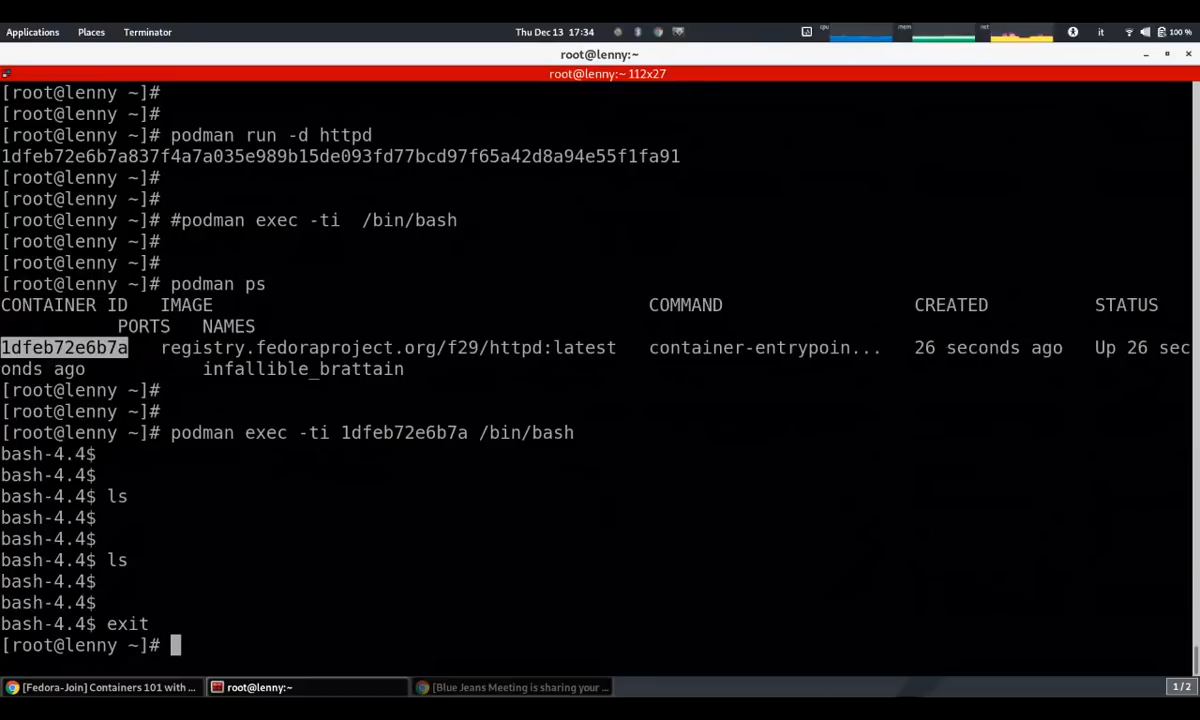 Applications Places Terminator Thu Dec 13 17:34 cpu mem net it 100 %
root@lenny:~
root@lenny:~ 112x27
[root@lenny ~]#
[root@lenny ~]#
[root@lenny ~]# podman run -d httpd
1dfeb72e6b7a837f4a7a035e989b15de093fd77bcd97f65a42d8a94e55f1fa91
[root@lenny ~]#
[root@lenny ~]#
[root@lenny ~]# #podman exec -ti  /bin/bash
[root@lenny ~]#
[root@lenny ~]#
[root@lenny ~]# podman ps
CONTAINER ID   IMAGE   COMMAND   CREATED   STATUS
PORTS   NAMES
1dfeb72e6b7a   registry.fedoraproject.org/f29/httpd:latest   container-entrypoin...   26 seconds ago   Up 26 sec
onds ago   infallible_brattain
[root@lenny ~]#
[root@lenny ~]#
[root@lenny ~]# podman exec -ti 1dfeb72e6b7a /bin/bash
bash-4.4$
bash-4.4$
bash-4.4$ ls
bash-4.4$
bash-4.4$
bash-4.4$ ls
bash-4.4$
bash-4.4$
bash-4.4$ exit
[root@lenny ~]#
[Fedora-Join] Containers 101 with ... root@lenny:~ [Blue Jeans Meeting is sharing your ... 1/2